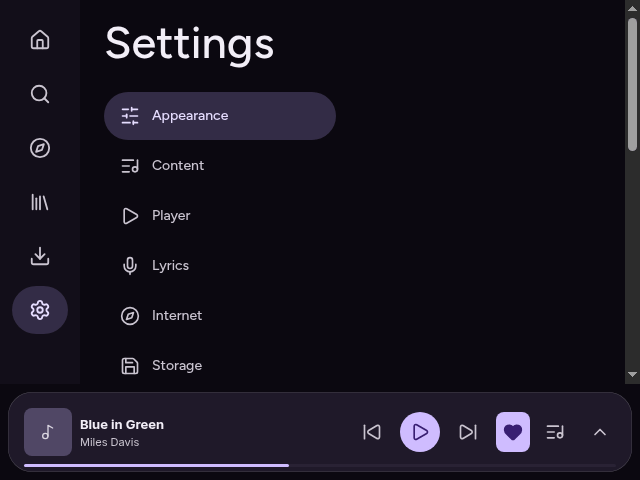 Settings
Appearance
Content
Player
Lyrics
Internet
Storage
Blue in Green
Miles Davis